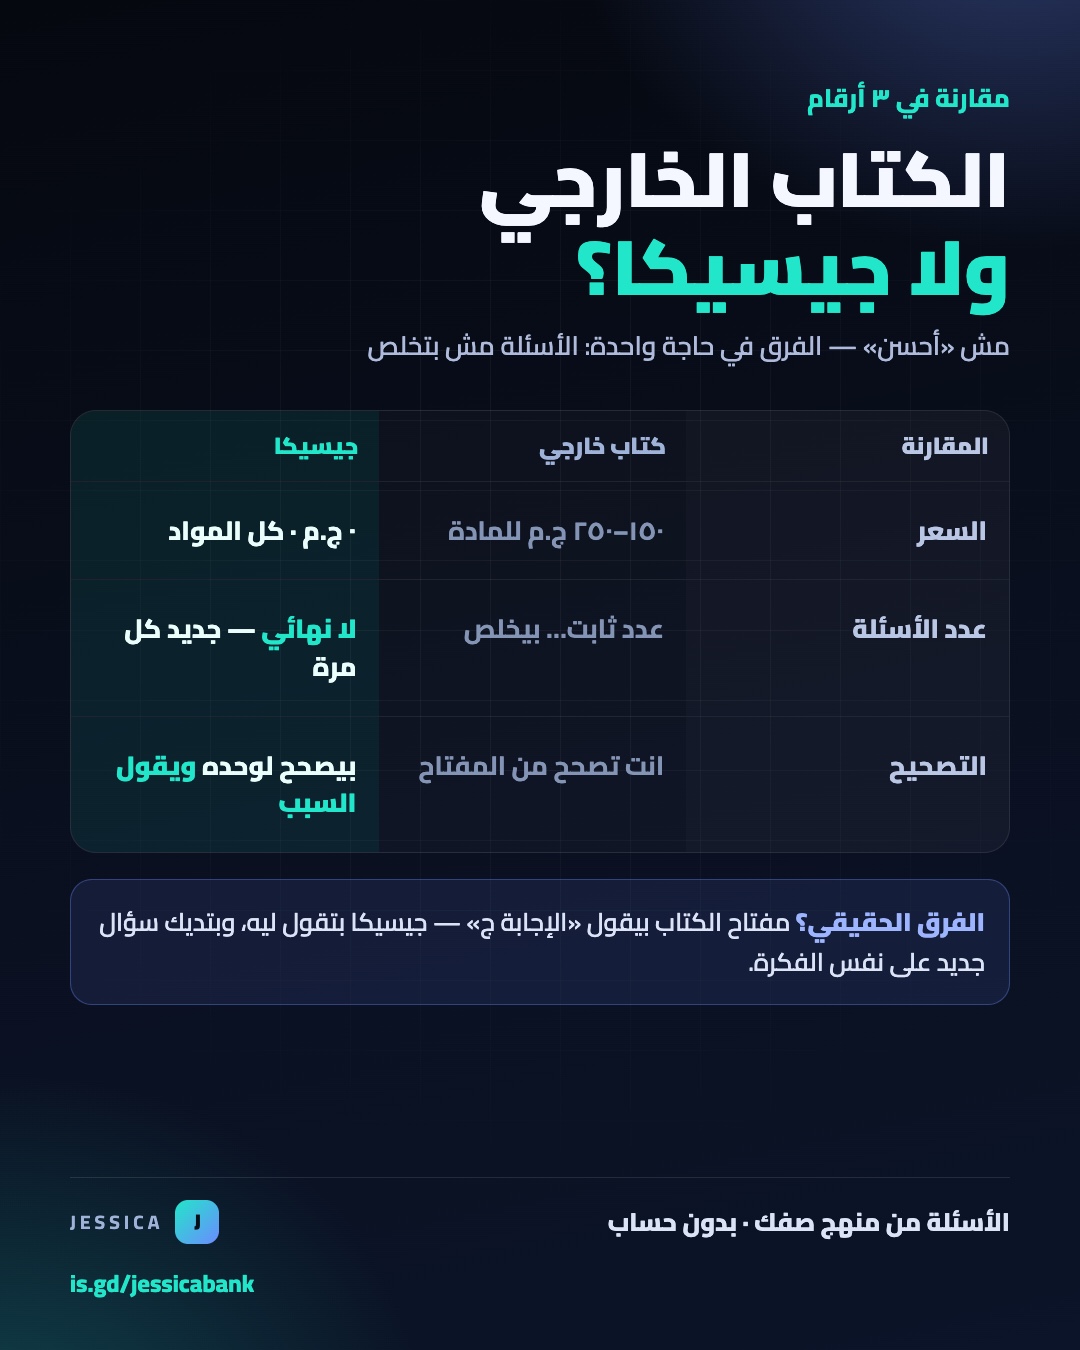 مقارنة في ٣ أرقام
الكتاب الخارجي
ولا جيسيكا؟
مش «أحسن» — الفرق في حاجة واحدة: الأسئلة مش بتخلص
المقارنة كتاب خارجي جيسيكا
السعر ١٥٠–٢٥٠ ج.م للمادة ٠ ج.م · كل المواد
عدد الأسئلة عدد ثابت... بيخلص لا نهائي — جديد كل
مرة
التصحيح انت تصحح من المفتاح بيصحح لوحده ويقول
السبب
الفرق الحقيقي؟ مفتاح الكتاب بيقول «الإجابة ج» — جيسيكا بتقول ليه، وبتديك سؤال
جديد على نفس الفكرة.
الأسئلة من منهج صفك · بدون حساب
J JESSICA
is.gd/jessicabank